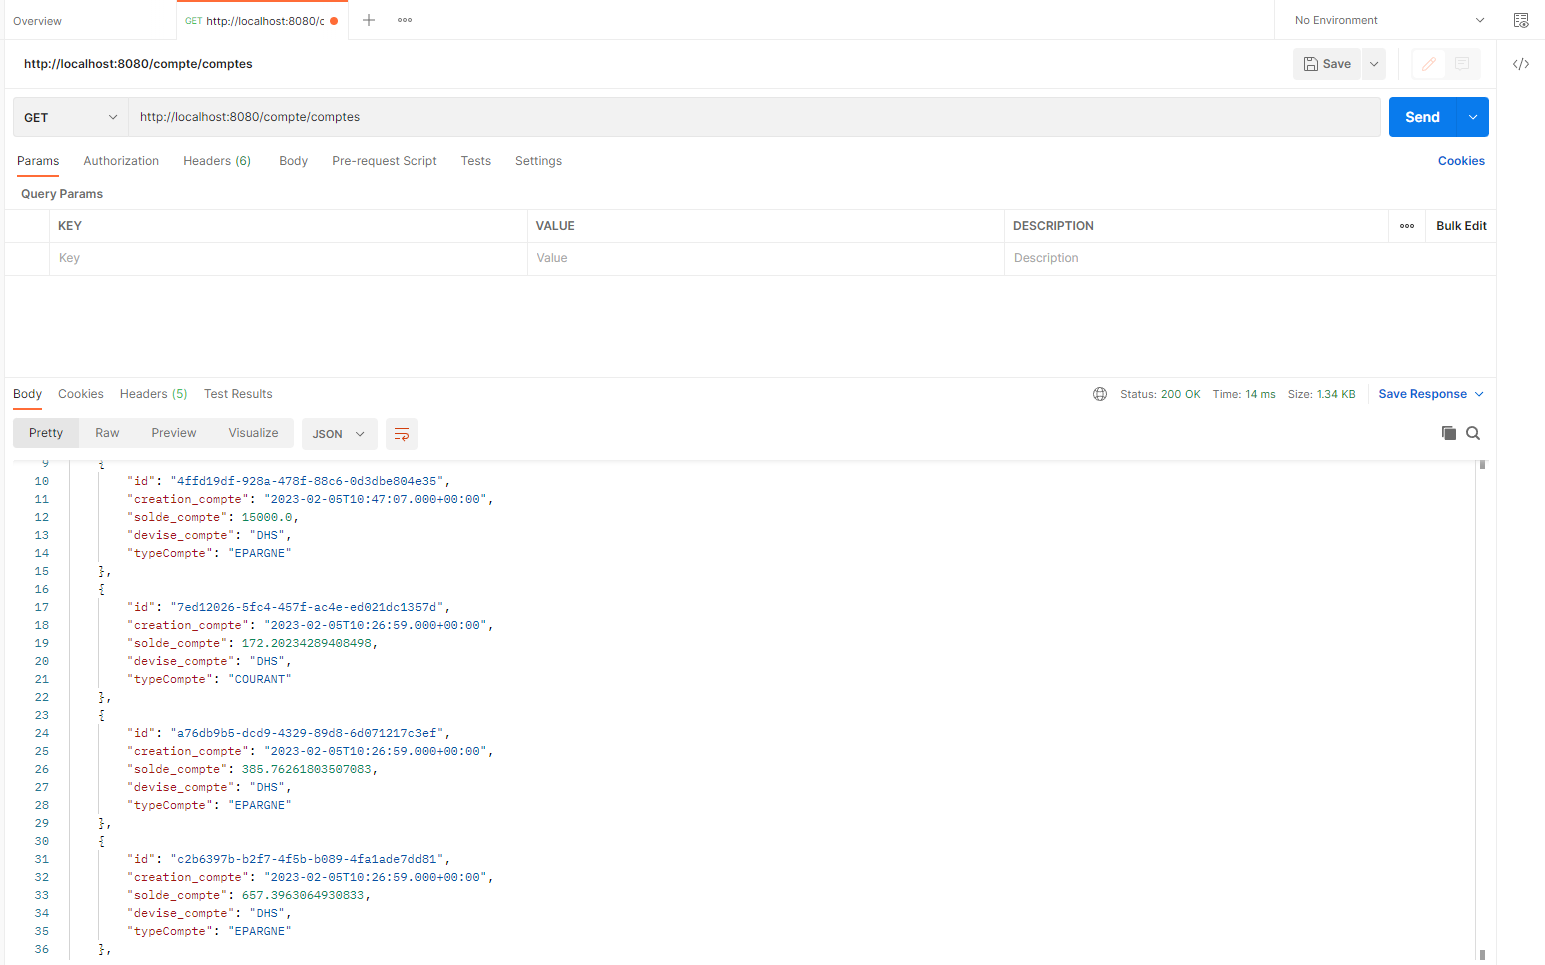 Overview
GET http://localhost:8080/c
No Environment
http://localhost:8080/compte/comptes
Save
GET
http://localhost:8080/compte/comptes
Send
Params Authorization Headers (6) Body Pre-request Script Tests Settings Cookies
Query Params
KEY VALUE DESCRIPTION Bulk Edit
Key Value Description
Body Cookies Headers (5) Test Results Status: 200 OK Time: 14 ms Size: 1.34 KB Save Response
Pretty Raw Preview Visualize JSON
9 {
10 "id": "4ffd19df-928a-478f-88c6-0d3dbe804e35",
11 "creation_compte": "2023-02-05T10:47:07.000+00:00",
12 "solde_compte": 15000.0,
13 "devise_compte": "DHS",
14 "typeCompte": "EPARGNE"
15 },
16 {
17 "id": "7ed12026-5fc4-457f-ac4e-ed021dc1357d",
18 "creation_compte": "2023-02-05T10:26:59.000+00:00",
19 "solde_compte": 172.20234289408498,
20 "devise_compte": "DHS",
21 "typeCompte": "COURANT"
22 },
23 {
24 "id": "a76db9b5-dcd9-4329-89d8-6d071217c3ef",
25 "creation_compte": "2023-02-05T10:26:59.000+00:00",
26 "solde_compte": 385.76261803507083,
27 "devise_compte": "DHS",
28 "typeCompte": "EPARGNE"
29 },
30 {
31 "id": "c2b6397b-b2f7-4f5b-b089-4fa1ade7dd81",
32 "creation_compte": "2023-02-05T10:26:59.000+00:00",
33 "solde_compte": 657.3963064930833,
34 "devise_compte": "DHS",
35 "typeCompte": "EPARGNE"
36 },